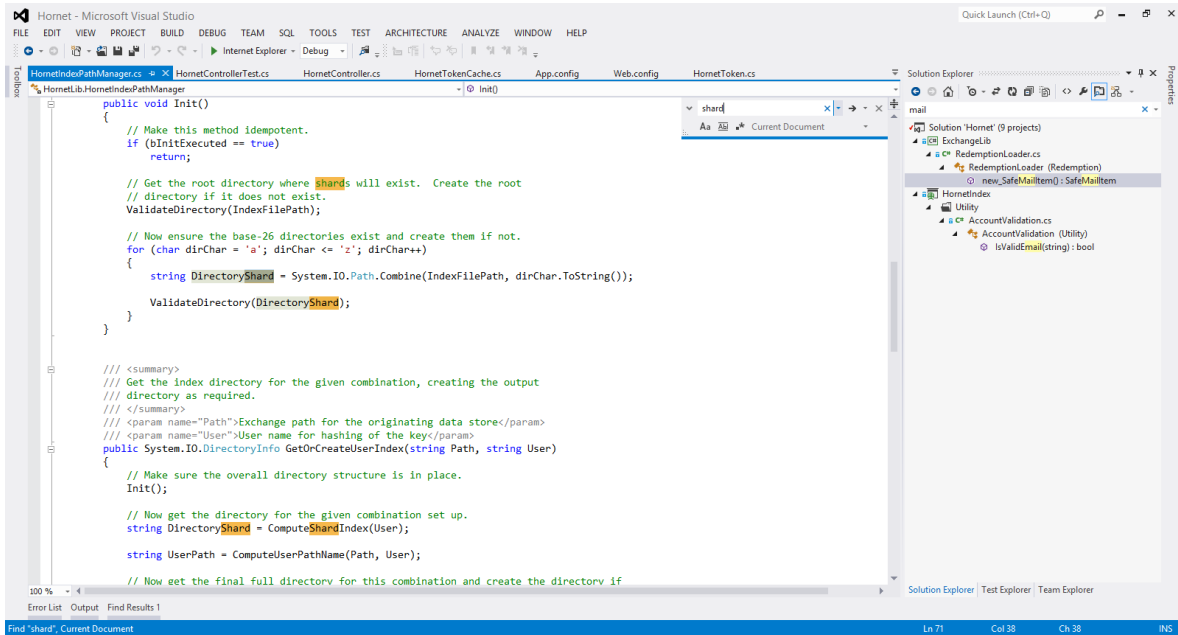 Hornet - Microsoft Visual Studio
Quick Launch (Ctrl+Q)
FILE EDIT VIEW PROJECT BUILD DEBUG TEAM SQL TOOLS TEST ARCHITECTURE ANALYZE WINDOW HELP
Internet Explorer Debug
Toolbox
HornetIndexPathManager.cs HornetControllerTest.cs HornetController.cs HornetTokenCache.cs App.config Web.config HornetToken.cs
HornetLib.HornetIndexPathManager Init()
shard
Aa Ab Current Document
public void Init()
{
// Make this method idempotent.
if (bInitExecuted == true)
return;
// Get the root directory where shards will exist. Create the root
// directory if it does not exist.
ValidateDirectory(IndexFilePath);
// Now ensure the base-26 directories exist and create them if not.
for (char dirChar = 'a'; dirChar <= 'z'; dirChar++)
{
string DirectoryShard = System.IO.Path.Combine(IndexFilePath, dirChar.ToString());
ValidateDirectory(DirectoryShard);
}
}
/// <summary>
/// Get the index directory for the given combination, creating the output
/// directory as required.
/// </summary>
/// <param name="Path">Exchange path for the originating data store</param>
/// <param name="User">User name for hashing of the key</param>
public System.IO.DirectoryInfo GetOrCreateUserIndex(string Path, string User)
{
// Make sure the overall directory structure is in place.
Init();
// Now get the directory for the given combination set up.
string DirectoryShard = ComputeShardIndex(User);
string UserPath = ComputeUserPathName(Path, User);
// Now get the final full directory for this combination and create the directory if
100 %
Error List Output Find Results 1
Solution Explorer
mail
Solution 'Hornet' (9 projects)
ExchangeLib
RedemptionLoader.cs
RedemptionLoader (Redemption)
new_SafeMailItem() : SafeMailItem
HornetIndex
Utility
AccountValidation.cs
AccountValidation (Utility)
IsValidEmail(string) : bool
Solution Explorer Test Explorer Team Explorer
Properties
Find "shard", Current Document Ln 71 Col 38 Ch 38 INS